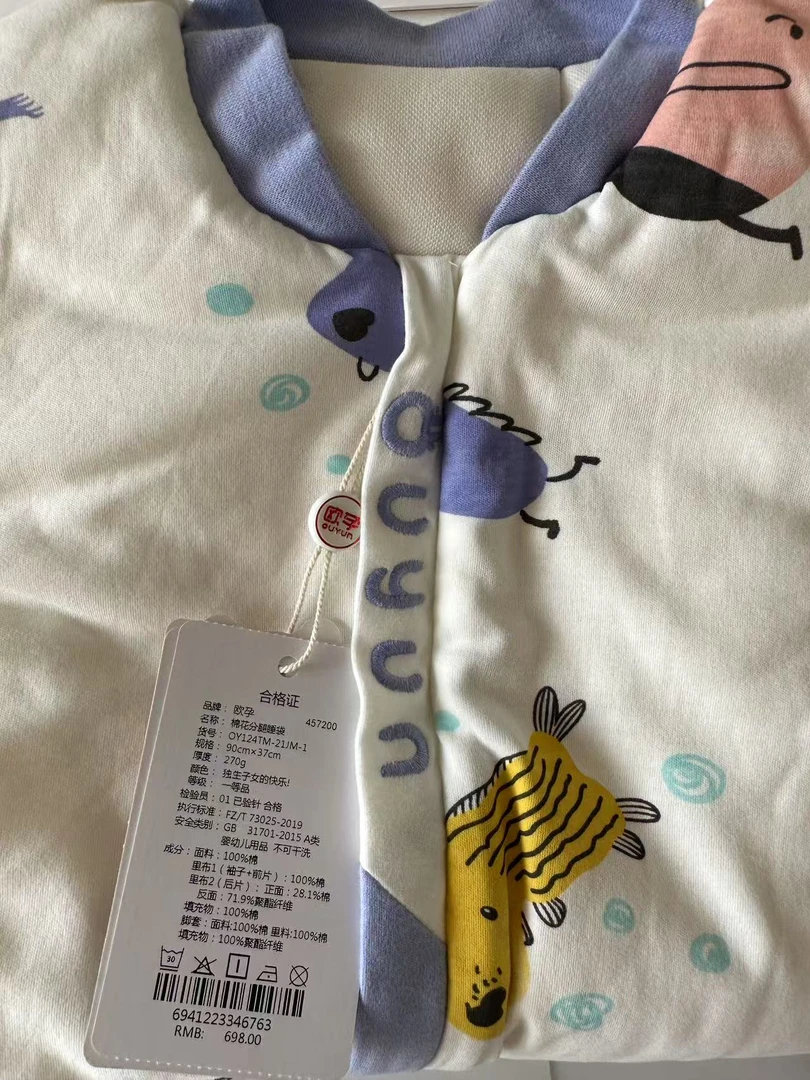 ouyun
欧孕
OUYUN
合格证
457200
品牌：欧孕
名称：棉花分腿睡袋
货号：OY124TM-21JM-1
规格：90cm×37cm
厚度：270g
颜色：独生子女的快乐!
等级：一等品
检验员：01 已验针 合格
执行标准：FZ/T 73025-2019
安全类别：GB 31701-2015 A类
婴幼儿用品 不可干洗
成分：面料：100%棉
里布1（袖子+前片）：100%棉
里布2（后片）：正面：28.1%棉
反面：71.9%聚酯纤维
填充物：100%棉
脚套：面料:100%棉 里料:100%棉
填充物：100%聚酯纤维
30
6941223346763
RMB: 698.00